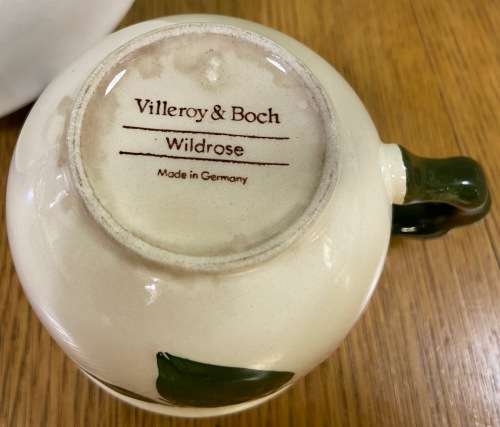 Villeroy & Boch
Wildrose
Made in Germany